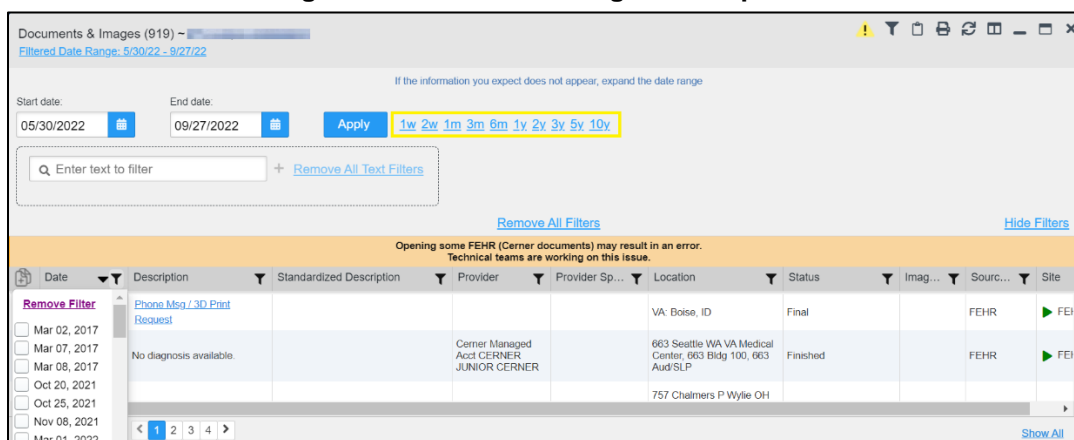 Documents & Images (919) ~
Filtered Date Range: 5/30/22 - 9/27/22
If the information you expect does not appear, expand the date range
Start date: End date:
05/30/2022 09/27/2022 Apply 1w 2w 1m 3m 6m 1y 2y 3y 5y 10y
Enter text to filter + Remove All Text Filters
Remove All Filters Hide Filters
Opening some FEHR (Cerner documents) may result in an error.
Technical teams are working on this issue.
Date Description Standardized Description Provider Provider Sp... Location Status Imag... Sourc... Site
Remove Filter
Mar 02, 2017
Mar 07, 2017
Mar 08, 2017
Oct 20, 2021
Oct 25, 2021
Nov 08, 2021
Mar 01, 2022
Phone Msg / 3D Print
Request
VA: Boise, ID Final FEHR
No diagnosis available.
Cerner Managed
Acct CERNER
JUNIOR CERNER
663 Seattle WA VA Medical
Center, 663 Bldg 100, 663
Aud/SLP
Finished FEHR
757 Chalmers P Wylie OH
< 1 2 3 4 > Show All